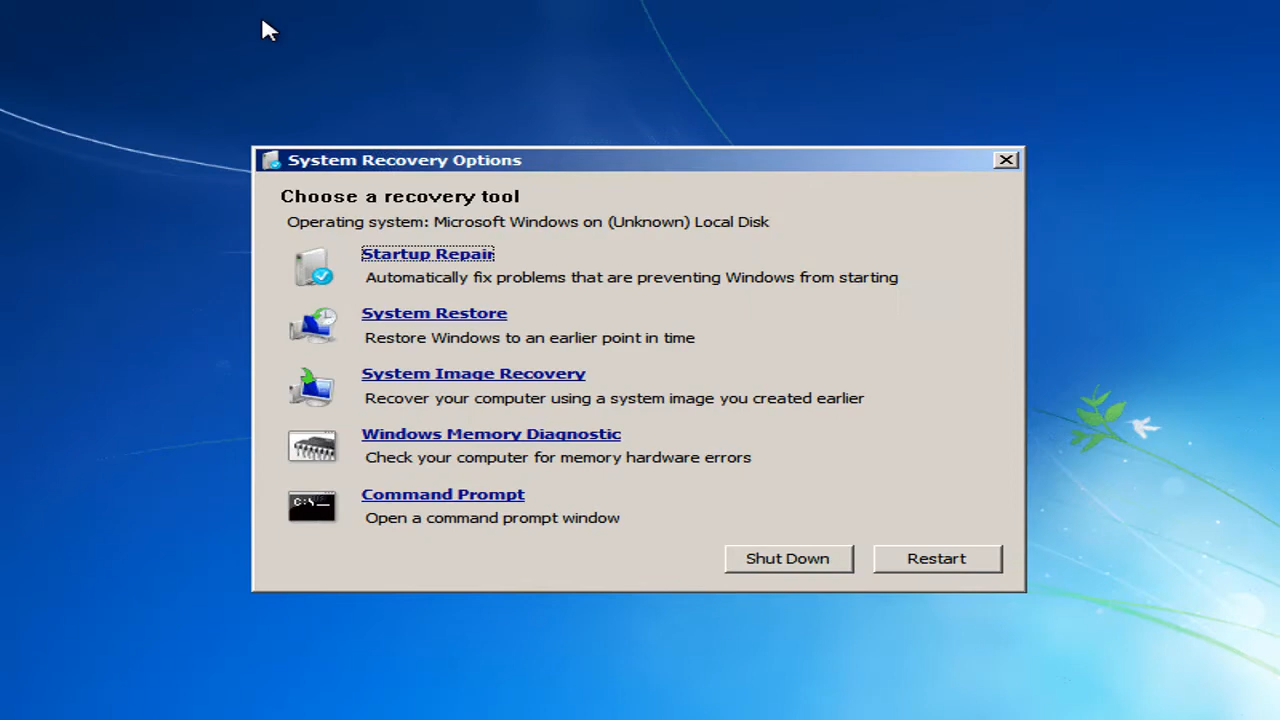 System Recovery Options
Choose a recovery tool
Operating system: Microsoft Windows on (Unknown) Local Disk
Startup Repair
Automatically fix problems that are preventing Windows from starting
System Restore
Restore Windows to an earlier point in time
System Image Recovery
Recover your computer using a system image you created earlier
Windows Memory Diagnostic
Check your computer for memory hardware errors
Command Prompt
C:\_
Open a command prompt window
Shut Down
Restart